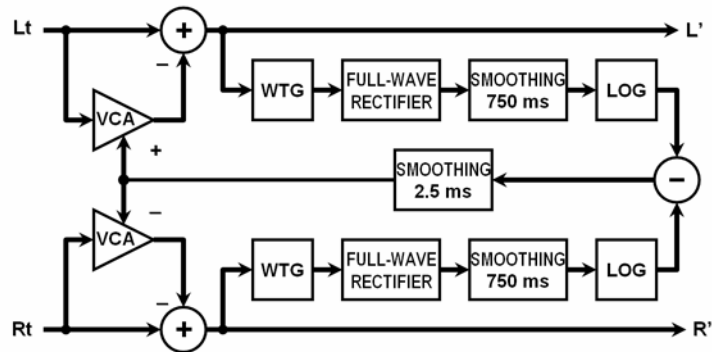 Lt
+
L’
–
WTG
FULL-WAVE
RECTIFIER
SMOOTHING
750 ms
LOG
VCA
+
SMOOTHING
2.5 ms
–
–
VCA
WTG
FULL-WAVE
RECTIFIER
SMOOTHING
750 ms
LOG
–
Rt
+
R’